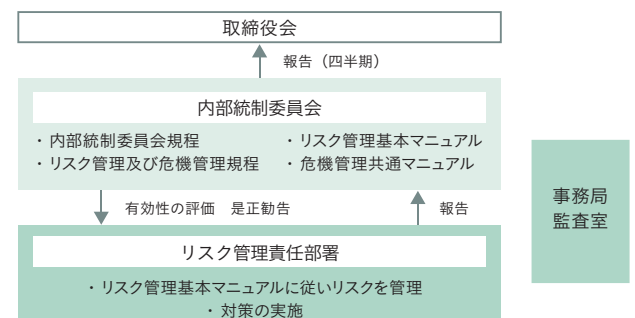 取締役会
報告（四半期）
内部統制委員会
・内部統制委員会規程
・リスク管理基本マニュアル
・リスク管理及び危機管理規程
・危機管理共通マニュアル
有効性の評価　是正勧告
報告
リスク管理責任部署
・リスク管理基本マニュアルに従いリスクを管理
・対策の実施
事務局
監査室